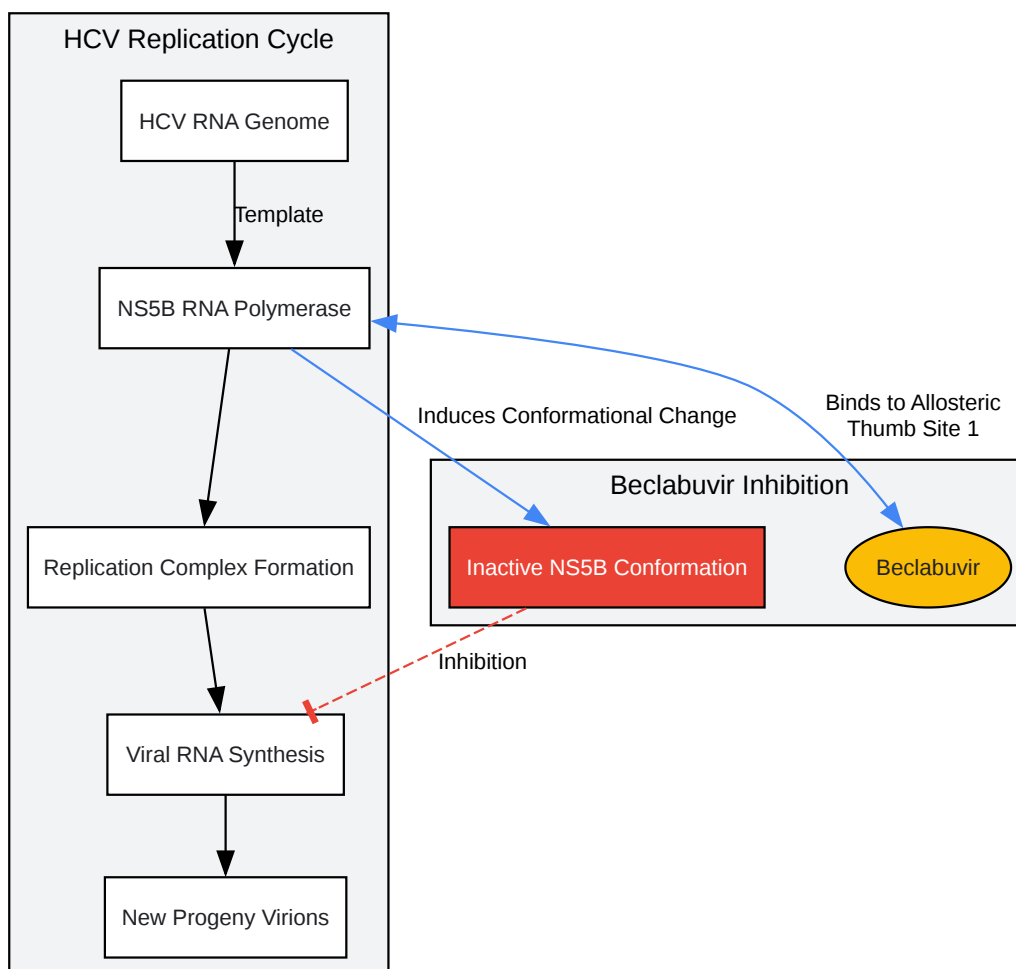 HCV Replication Cycle
HCV RNA Genome
Template
NS5B RNA Polymerase
Induces Conformational Change
Binds to Allosteric
Thumb Site 1
Beclabuvir Inhibition
Replication Complex Formation
Inactive NS5B Conformation
Beclabuvir
Inhibition
Viral RNA Synthesis
New Progeny Virions